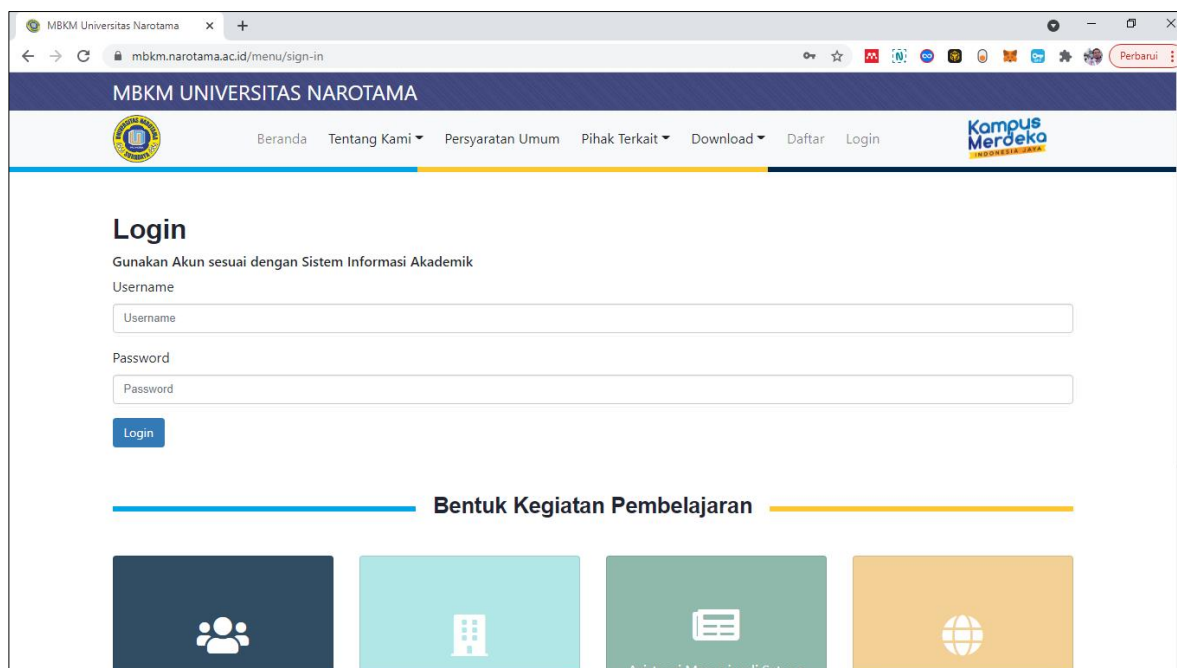 MBKM Universitas Narotama
mbkm.narotama.ac.id/menu/sign-in
Perbarui
MBKM UNIVERSITAS NAROTAMA
Beranda Tentang Kami Persyaratan Umum Pihak Terkait Download Daftar Login
Kampus
Merdeka
INDONESIA JAYA
Login
Gunakan Akun sesuai dengan Sistem Informasi Akademik
Username
Username
Password
Password
Login
Bentuk Kegiatan Pembelajaran